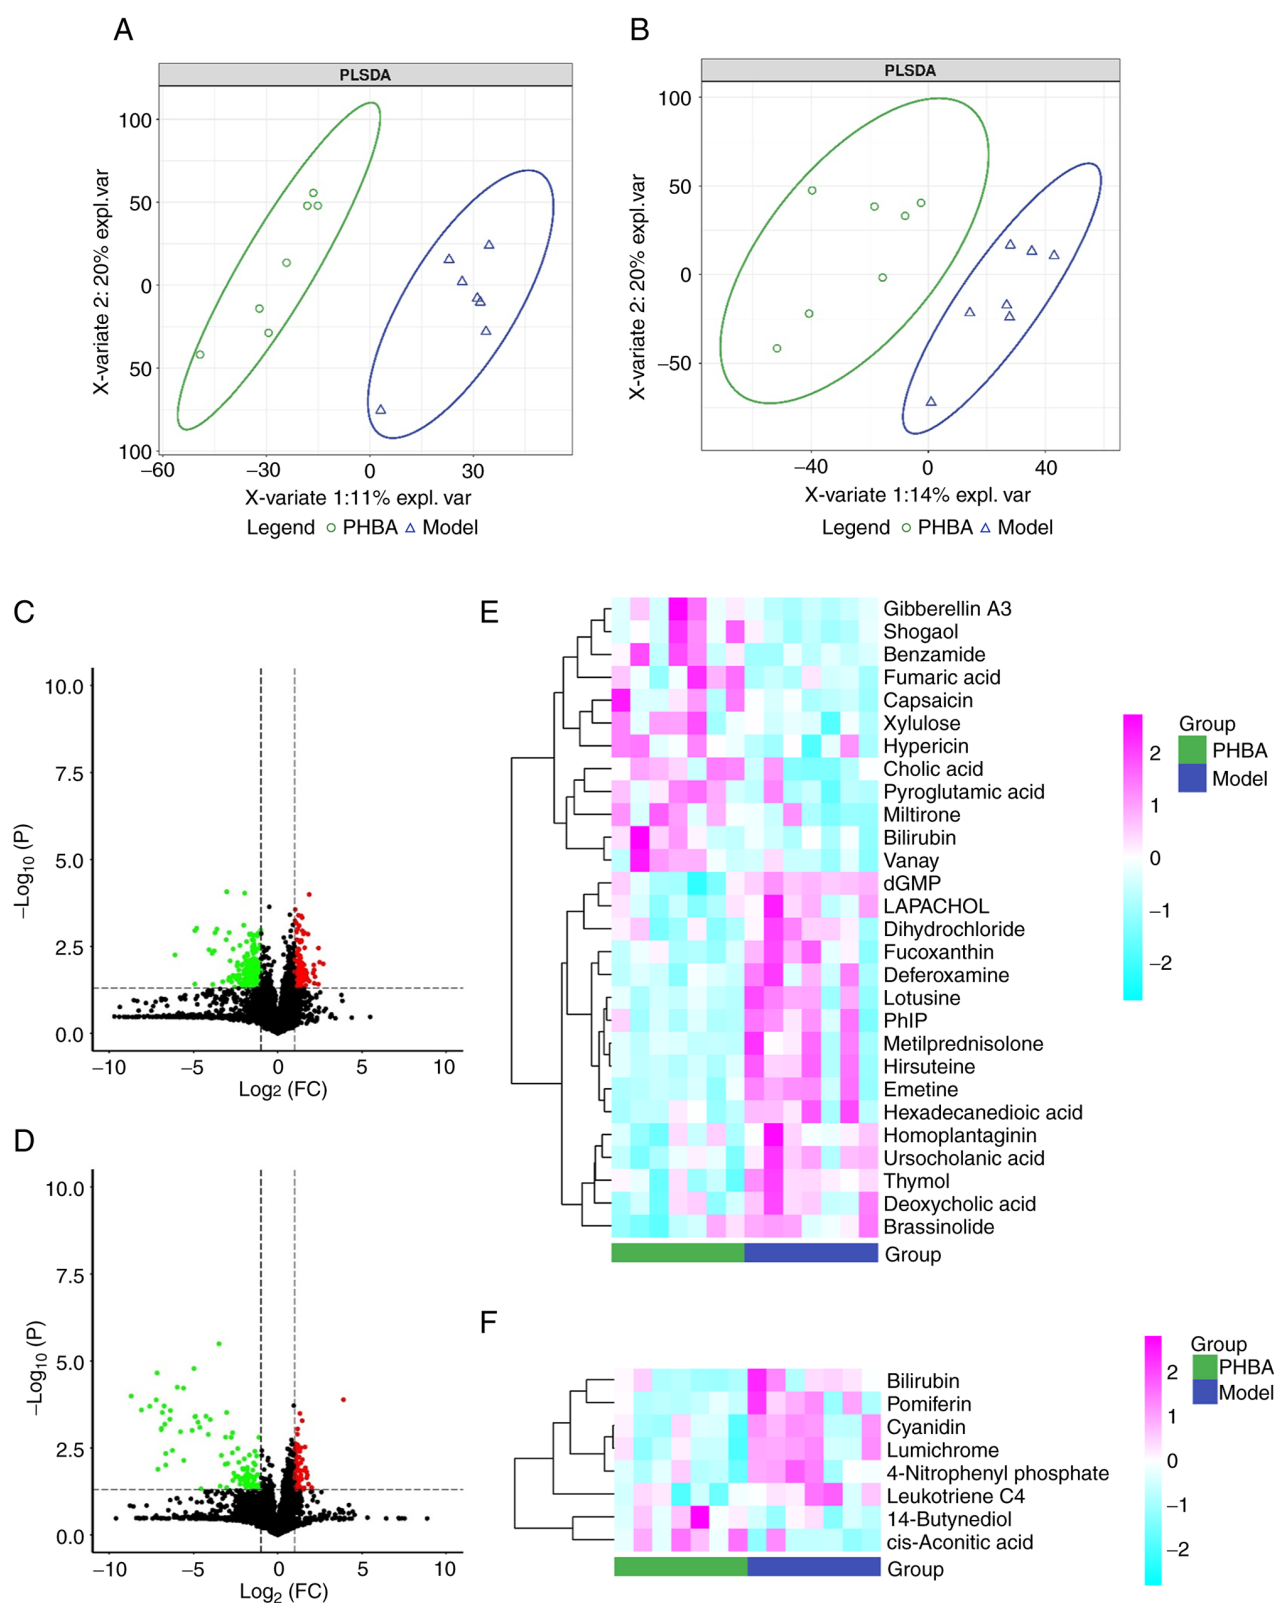 A
PLSDA
100
50
0
50
100
−60
−30
0
30
X-variate 2: 20% expl.var
X-variate 1:11% expl. var
Legend PHBA Model
B
PLSDA
100
50
0
−50
−40
0
40
X-variate 2: 20% expl.var
X-variate 1:14% expl. var
Legend PHBA Model
C
10.0
7.5
5.0
2.5
0.0
−10
−5
0
5
10
−Log10 (P)
Log2 (FC)
D
10.0
7.5
5.0
2.5
0.0
−10
−5
0
5
10
−Log10 (P)
Log2 (FC)
E
Gibberellin A3
Shogaol
Benzamide
Fumaric acid
Capsaicin
Xylulose
Hypericin
Cholic acid
Pyroglutamic acid
Miltirone
Bilirubin
Vanay
dGMP
LAPACHOL
Dihydrochloride
Fucoxanthin
Deferoxamine
Lotusine
PhIP
Metilprednisolone
Hirsuteine
Emetine
Hexadecanedioic acid
Homoplantaginin
Ursocholanic acid
Thymol
Deoxycholic acid
Brassinolide
Group
2
1
0
−1
−2
Group
PHBA
Model
F
Bilirubin
Pomiferin
Cyanidin
Lumichrome
4-Nitrophenyl phosphate
Leukotriene C4
14-Butynediol
cis-Aconitic acid
Group
2
1
0
−1
−2
Group
PHBA
Model